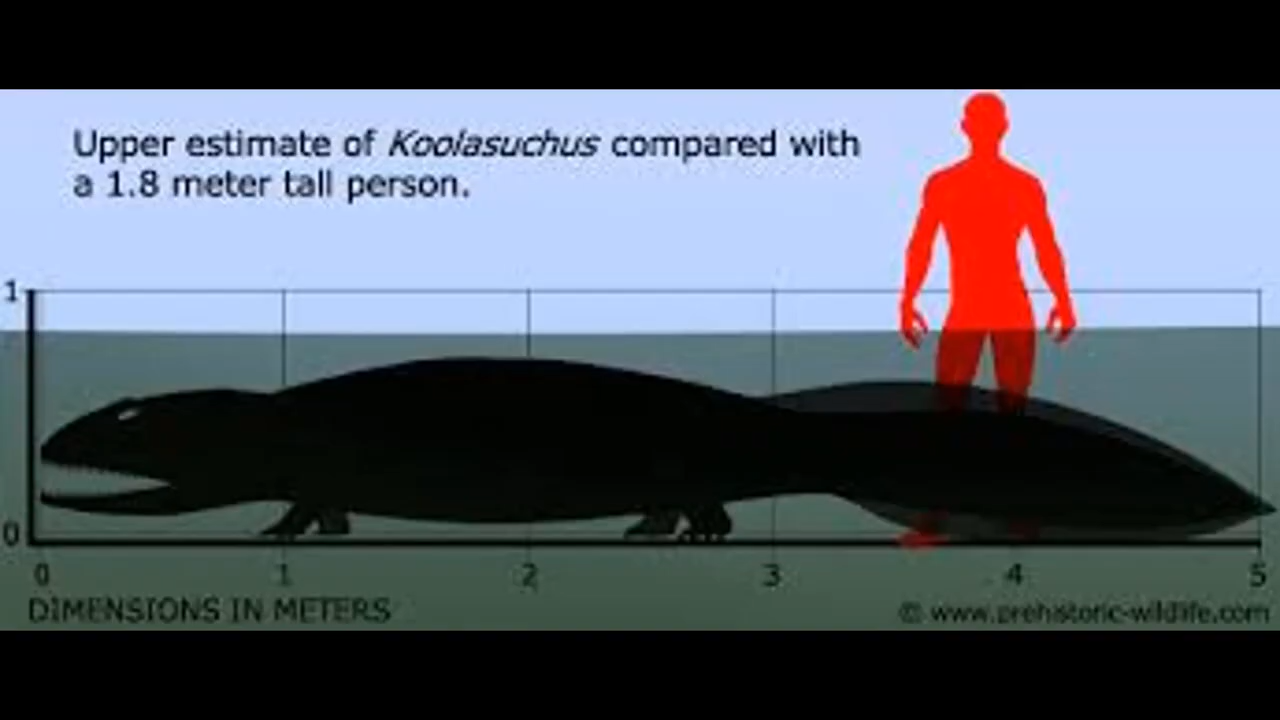 Upper estimate of Koolasuchus compared with
a 1.8 meter tall person.
1
0
0 1 2 3 4 5
DIMENSIONS IN METERS
© www.prehistoric-wildlife.com